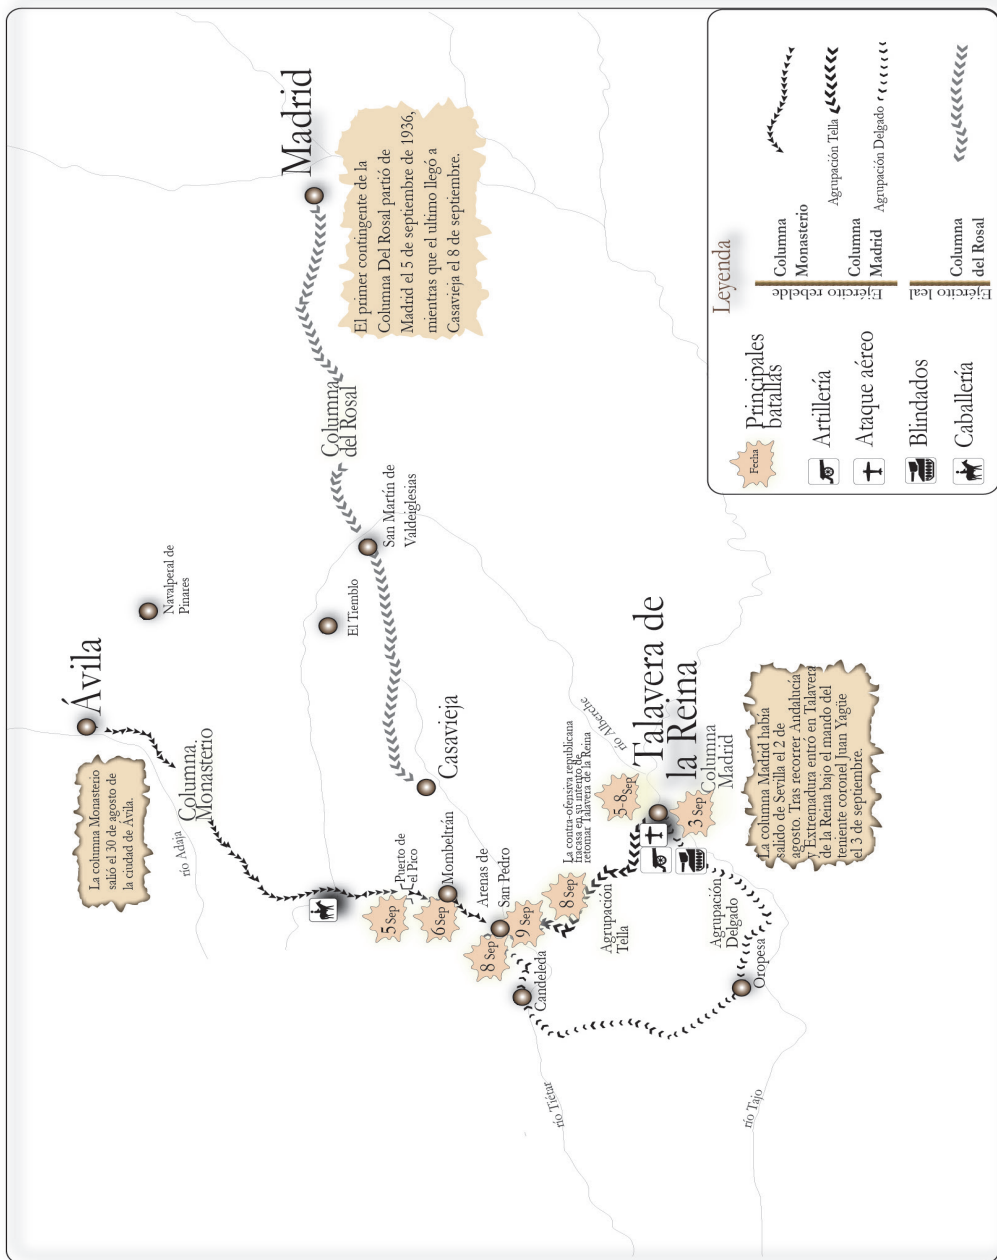 Ávila
La columna Monasterio
salió el 30 de agosto de
la ciudad de Ávila.
Navalperal de
Pinares
río Adaja
Columna
Monasterio
Madrid
El primer contingente de la
Columna Del Rosal partió de
Madrid el 5 de septiembre de 1936,
mientras que el ultimo llegó a
Casavieja el 8 de septiembre.
Columna
del Rosal
El Tiemblo
San Martín de
Valdeiglesias
Casavieja
Puerto de
el Pico
5 Sep
Mombeltrán
6 Sep
Arenas de
San Pedro
8 Sep
9 Sep
8 Sep
Candeleda
La contra-ofensiva republicana
fracasa en su intento de
retomar Talavera de la Reina
río Alberche
Agrupación
Tella
5-8 Sep
Talavera de
la Reina
3 Sep
Columna
Madrid
Agrupación
Delgado
Oropesa
río Tiétar
río Tajo
La columna Madrid había
salido de Sevilla el 2 de
agosto. Tras recorrer Andalucía
y Extremadura entró en Talavera
de la Reina bajo el mando del
teniente coronel Juan Yagüe
el 3 de septiembre.
Leyenda
Fecha
Principales
batallas
Artillería
Ataque aéreo
Blindados
Caballería
Ejército rebelde
Columna
Monasterio
Columna
Madrid
Agrupación Tella
Agrupación Delgado
Ejército leal
Columna
del Rosal